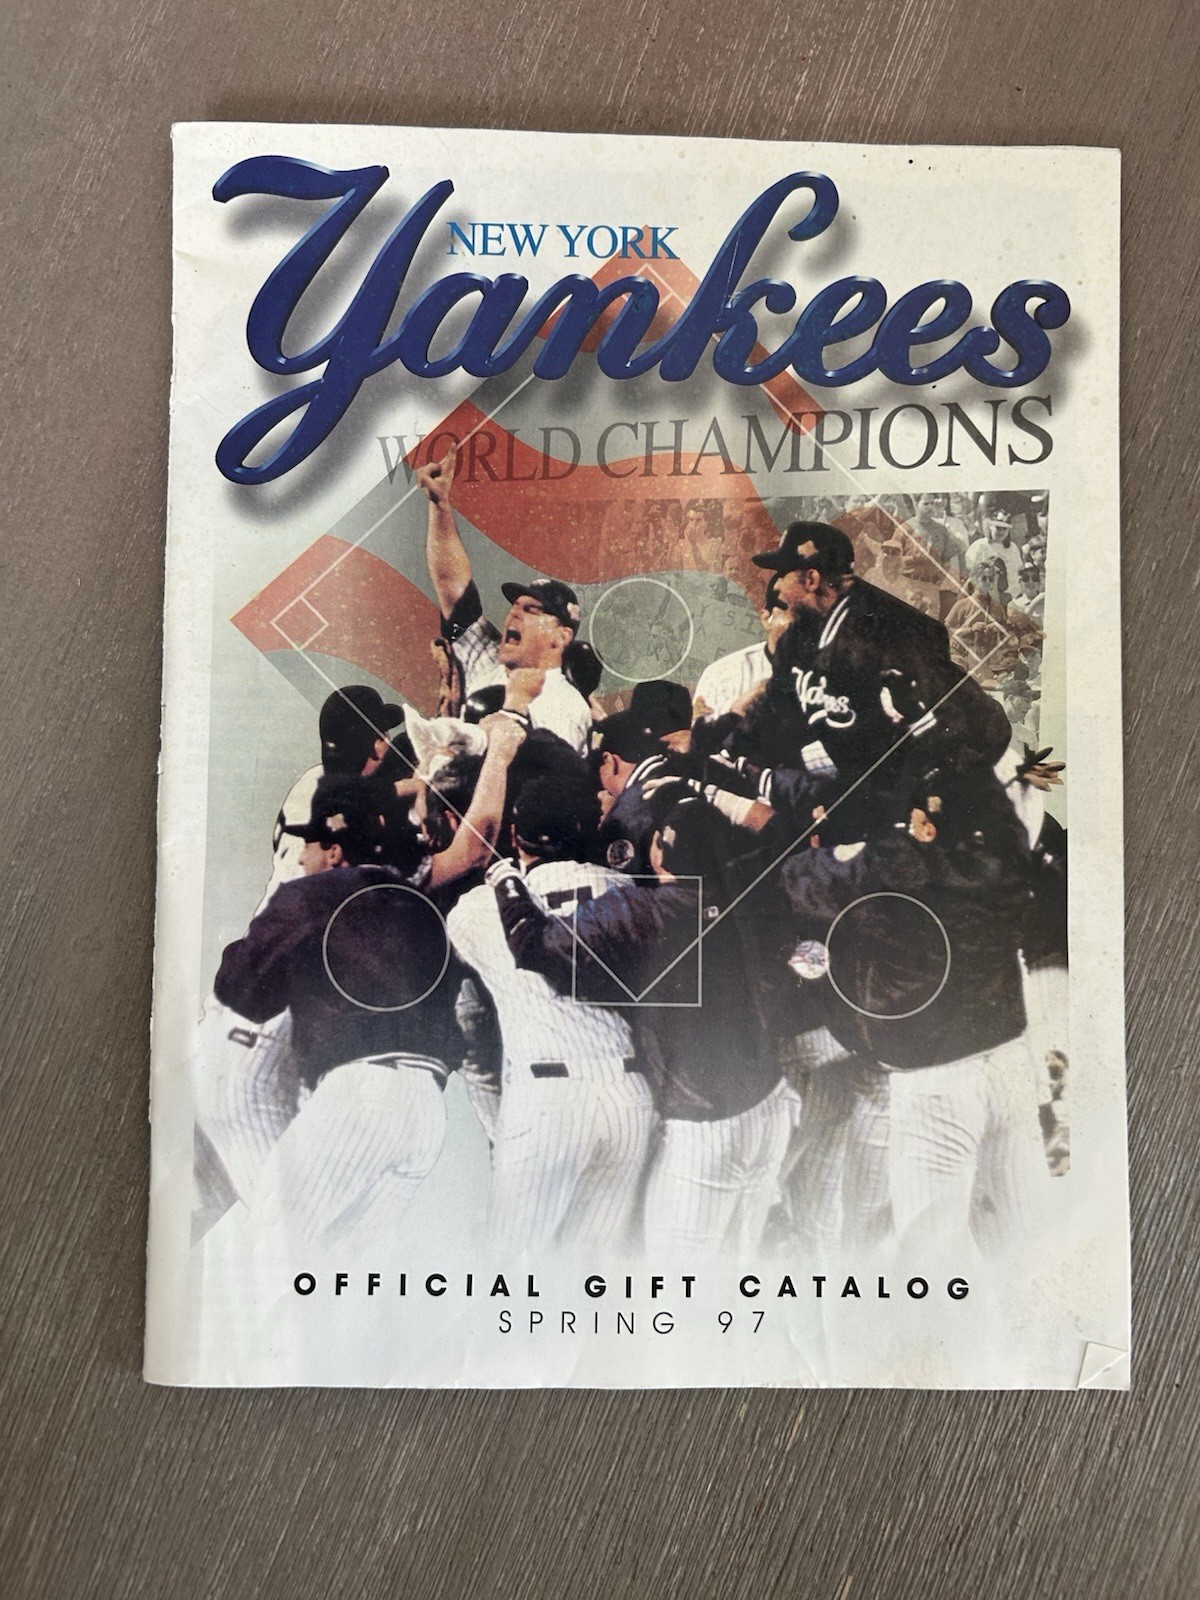 NEW YORK
Yankees
WORLD CHAMPIONS
OFFICIAL GIFT CATALOG
SPRING 97